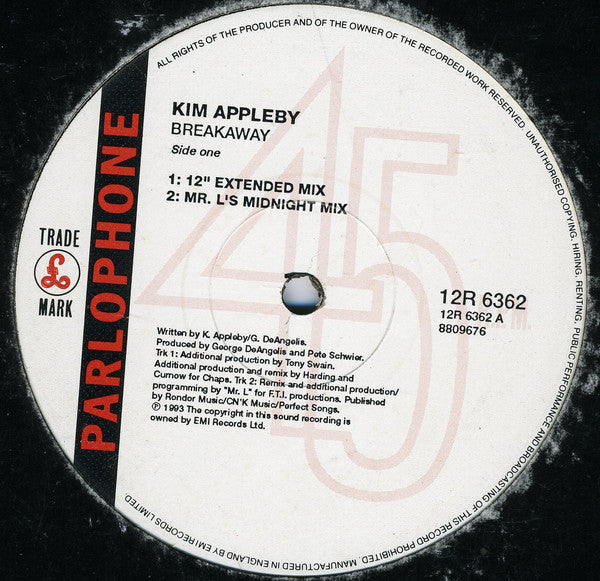 ALL RIGHTS OF THE PRODUCER AND OF THE OWNER OF THE RECORDED WORK RESERVED. UNAUTHORISED COPYING, HIRING, RENTING, PUBLIC PERFORMANCE AND BROADCASTING OF THIS RECORD PROHIBITED. MANUFACTURED IN ENGLAND BY EMI RECORDS LIMITED
PARLOPHONE
TRADE
£
MARK
KIM APPLEBY
BREAKAWAY
Side one
1: 12" EXTENDED MIX
2: MR. L'S MIDNIGHT MIX
45
12R 6362
12R 6362 A
8809676
Written by K. Appleby/G. DeAngelis.
Produced by George DeAngelis and Pete Schwier.
Trk 1: Additional production by Tony Swain.
Additional production and remix by Harding and
Curnow for Chaps. Trk 2: Remix and additional production/
programming by "Mr. L" for F.T.I. productions. Published
by Rondor Music/CN'K Music/Perfect Songs.
℗ 1993 The copyright in this sound recording is
owned by EMI Records Ltd.